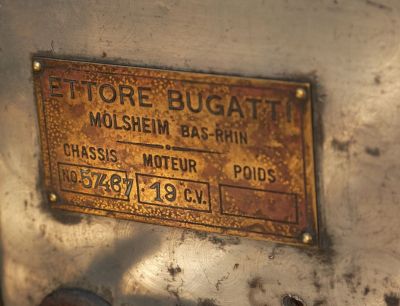 ETTORE BUGATTI
MOLSHEIM BAS-RHIN
CHASSIS MOTEUR POIDS
NO. 57467 19 C.V.